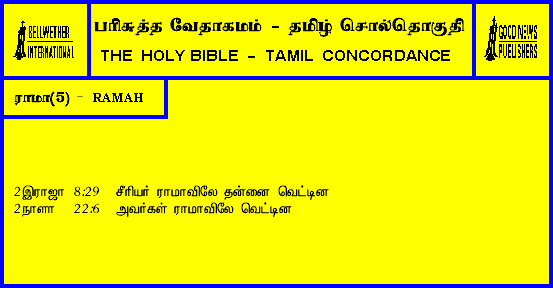 BELLWETHER
INTERNATIONAL
பரிசுத்த வேதாகமம் - தமிழ் சொல்தொகுதி
THE HOLY BIBLE - TAMIL CONCORDANCE
GOOD NEWS
PUBLISHERS
ராமா(5) - RAMAH
2இராஜா 8:29 சீரியர் ராமாவிலே தன்னை வெட்டின
2நாளா 22:6 அவர்கள் ராமாவிலே வெட்டின